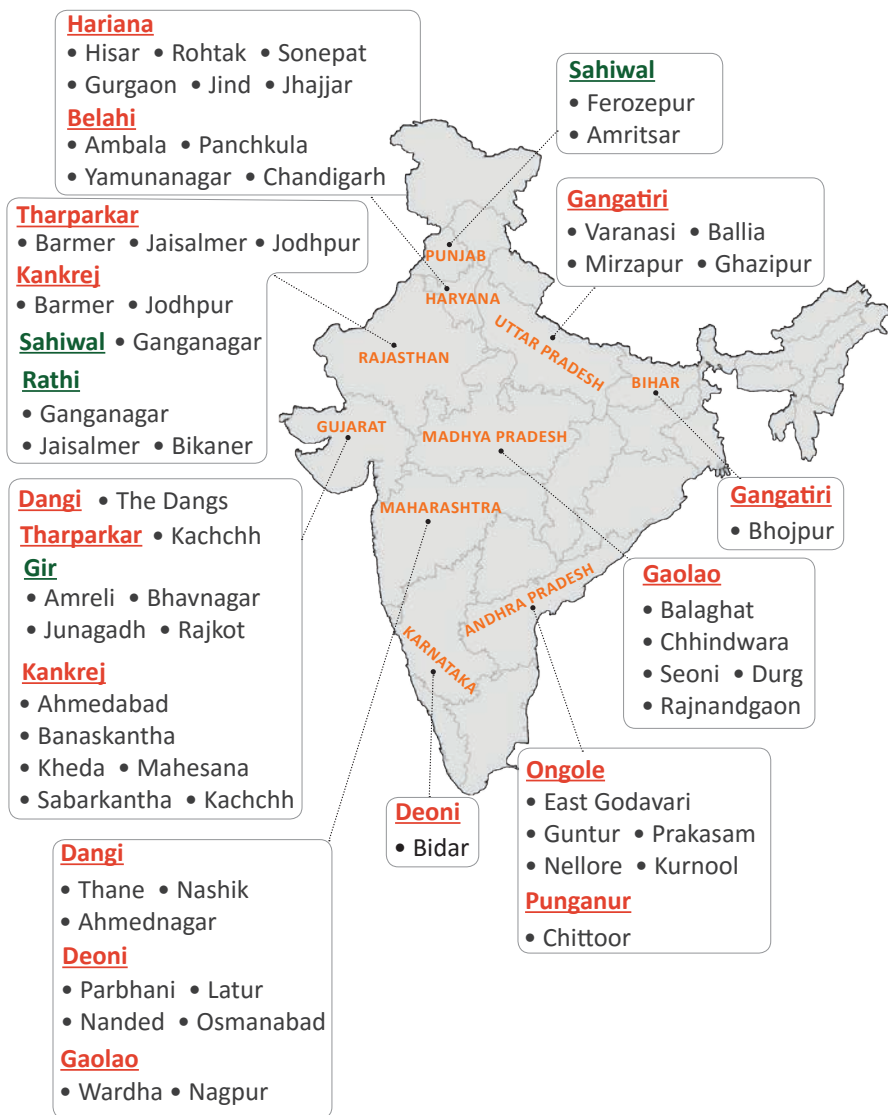 Hariana
• Hisar • Rohtak • Sonepat
• Gurgaon • Jind • Jhajjar
Belahi
• Ambala • Panchkula
• Yamunanagar • Chandigarh
Sahiwal
• Ferozepur
• Amritsar
Tharparkar
• Barmer • Jaisalmer • Jodhpur
Kankrej
• Barmer • Jodhpur
Sahiwal • Ganganagar
Rathi
• Ganganagar
• Jaisalmer • Bikaner
Gangatiri
• Varanasi • Ballia
• Mirzapur • Ghazipur
PUNJAB
HARYANA
UTTAR PRADESH
RAJASTHAN
BIHAR
GUJARAT
MADHYA PRADESH
MAHARASHTRA
ANDHRA PRADESH
KARNATAKA
Dangi • The Dangs
Tharparkar • Kachchh
Gir
• Amreli • Bhavnagar
• Junagadh • Rajkot
Kankrej
• Ahmedabad
• Banaskantha
• Kheda • Mahesana
• Sabarkantha • Kachchh
Gangatiri
• Bhojpur
Gaolao
• Balaghat
• Chhindwara
• Seoni • Durg
• Rajnandgaon
Ongole
• East Godavari
• Guntur • Prakasam
• Nellore • Kurnool
Punganur
• Chittoor
Deoni
• Bidar
Dangi
• Thane • Nashik
• Ahmednagar
Deoni
• Parbhani • Latur
• Nanded • Osmanabad
Gaolao
• Wardha • Nagpur